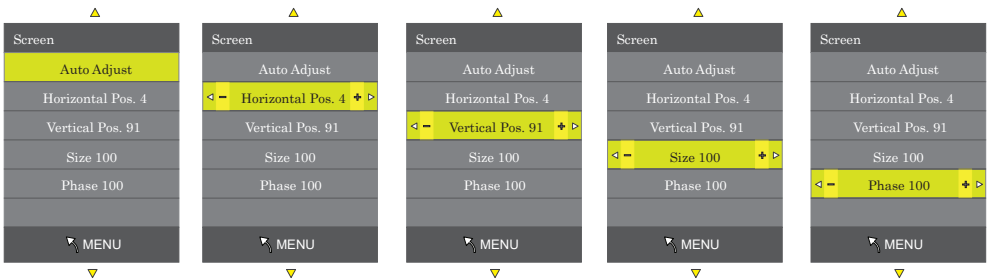 Screen
Auto Adjust
Horizontal Pos. 4
Vertical Pos. 91
Size 100
Phase 100
MENU
Screen
Auto Adjust
- Horizontal Pos. 4 +
Vertical Pos. 91
Size 100
Phase 100
MENU
Screen
Auto Adjust
Horizontal Pos. 4
- Vertical Pos. 91 +
Size 100
Phase 100
MENU
Screen
Auto Adjust
Horizontal Pos. 4
Vertical Pos. 91
- Size 100 +
Phase 100
MENU
Screen
Auto Adjust
Horizontal Pos. 4
Vertical Pos. 91
Size 100
- Phase 100 +
MENU